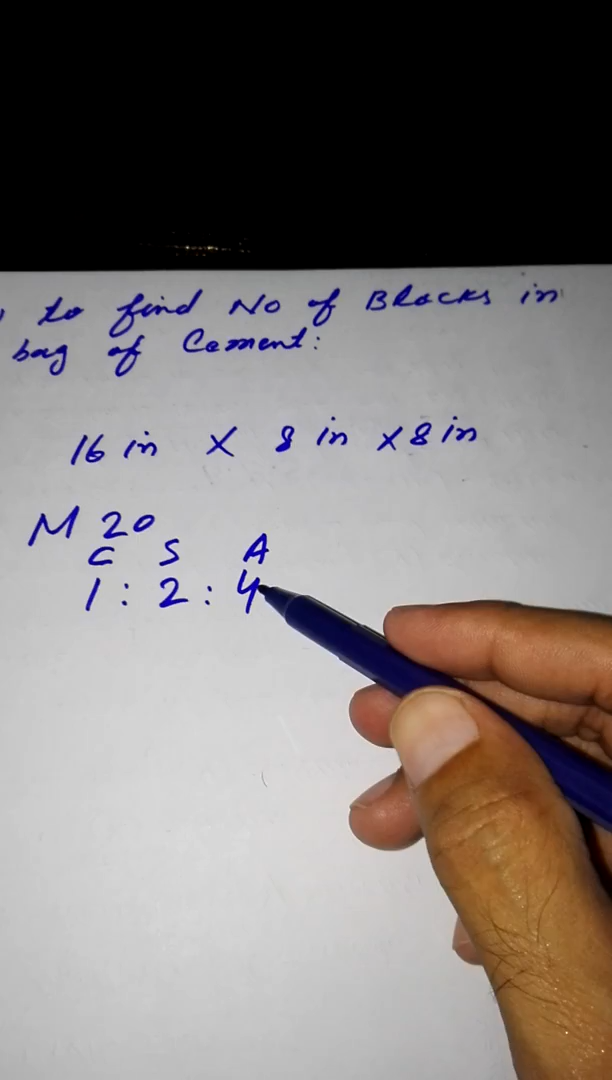 to find No of Blocks in
bag of Cement:
16 in X 8 in X 8 in
M 20
C S A
1 : 2 : 4